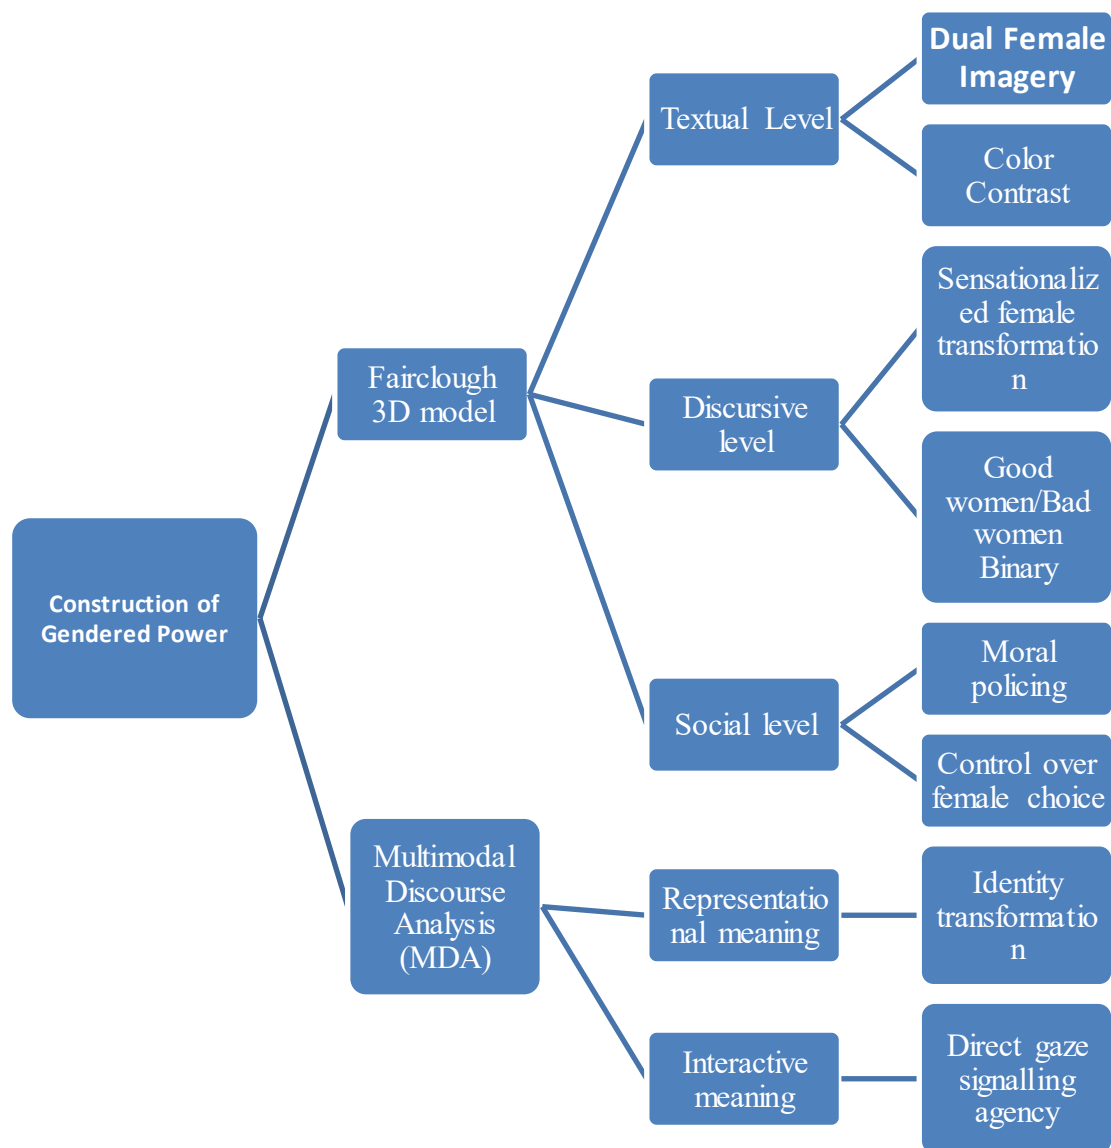 Construction of
Gendered Power
Fairclough
3D model
Textual Level
Dual Female
Imagery
Color
Contrast
Discursive
level
Sensationaliz
ed female
transformatio
n
Good
women/Bad
women
Binary
Social level
Moral
policing
Control over
female choice
Multimodal
Discourse
Analysis
(MDA)
Representatio
nal meaning
Identity
transformatio
n
Interactive
meaning
Direct gaze
signalling
agency